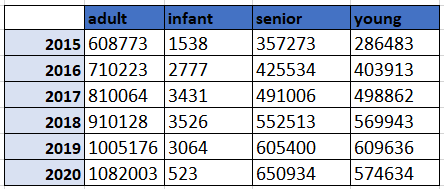 adult infant senior young
2015 608773 1538 357273 286483
2016 710223 2777 425534 403913
2017 810064 3431 491006 498862
2018 910128 3526 552513 569943
2019 1005176 3064 605400 609636
2020 1082003 523 650934 574634